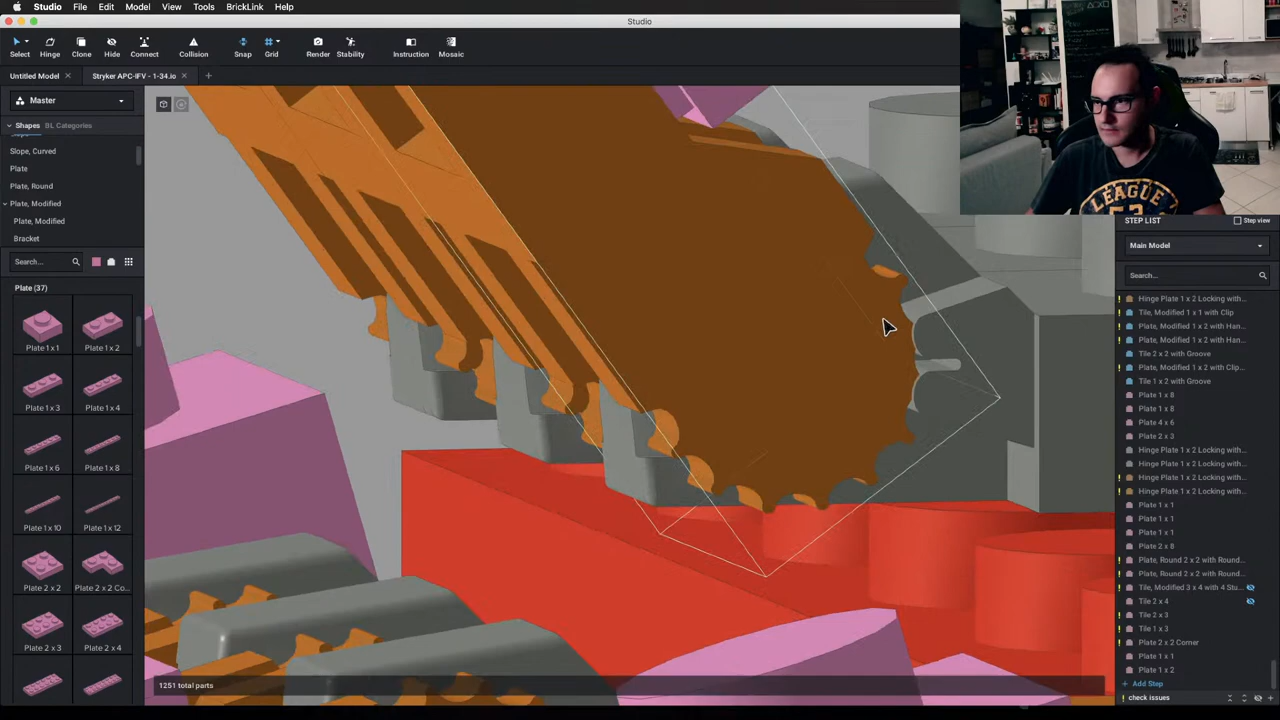 Studio File Edit Model View Tools BrickLink Help
Studio
Select Hinge Clone Hide Connect Collision Snap Grid Render Stability Instruction Mosaic
Untitled Model Stryker APC-IFV - 1-34.io
Master
Shapes BL Categories
Slope, Curved
Plate
Plate, Round
Plate, Modified
Plate, Modified
Bracket
Search...
Plate (37)
Plate 1 x 1 Plate 1 x 2
Plate 1 x 3 Plate 1 x 4
Plate 1 x 6 Plate 1 x 8
Plate 1 x 10 Plate 1 x 12
Plate 2 x 2 Plate 2 x 2 Co...
Plate 2 x 3 Plate 2 x 4
1251 total parts
LEAGUE
STEP LIST Step view
Main Model
Search...
Hinge Plate 1 x 2 Locking with...
Tile, Modified 1 x 1 with Clip
Plate, Modified 1 x 2 with Han...
Plate, Modified 1 x 2 with Han...
Tile 2 x 2 with Groove
Plate, Modified 1 x 2 with Clip...
Tile 1 x 2 with Groove
Plate 1 x 8
Plate 1 x 8
Plate 4 x 6
Plate 2 x 3
Hinge Plate 1 x 2 Locking with...
Hinge Plate 1 x 2 Locking with...
Hinge Plate 1 x 2 Locking with...
Hinge Plate 1 x 2 Locking with...
Plate 1 x 1
Plate 1 x 1
Plate 1 x 1
Plate 2 x 8
Plate, Round 2 x 2 with Round...
Plate, Round 2 x 2 with Round...
Tile, Modified 3 x 4 with 4 Stu...
Tile 2 x 4
Tile 2 x 3
Tile 1 x 3
Plate 2 x 2 Corner
Plate 1 x 1
Plate 1 x 2
+ Add Step
! check issues